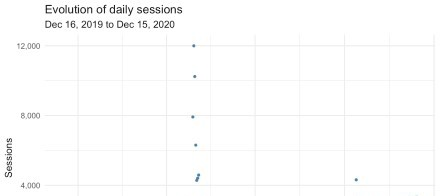 Evolution of daily sessions
Dec 16, 2019 to Dec 15, 2020
12,000
8,000
Sessions
4,000